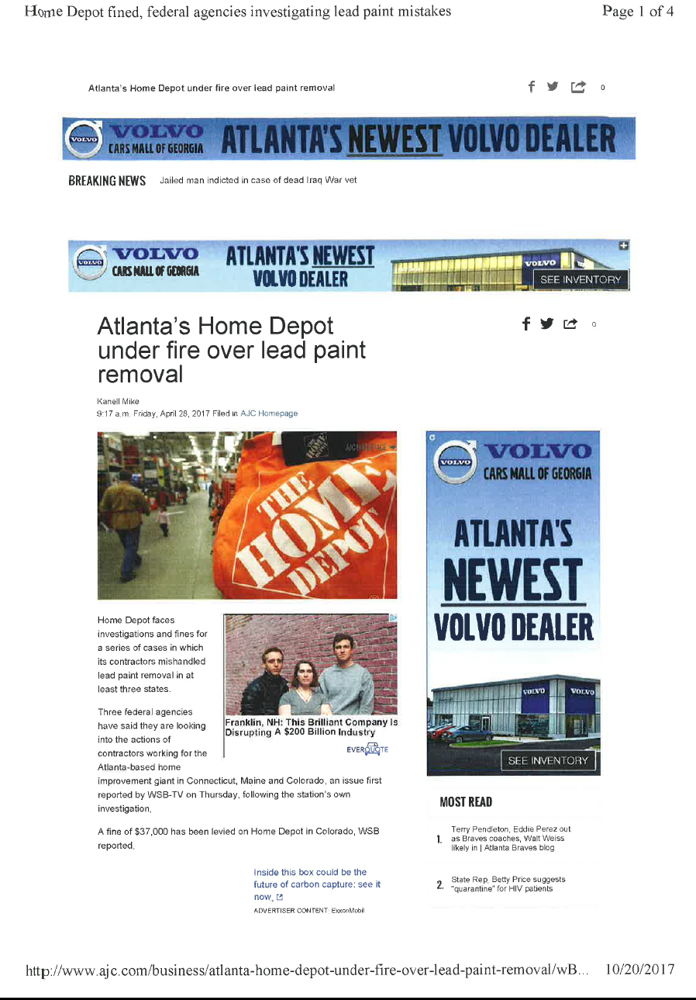 Home Depot fined, federal agencies investigating lead paint mistakes Page 1 of 4
Atlanta's Home Depot under fire over lead paint removal 0
VOLVO
VOLVO
CARS MALL OF GEORGIA
ATLANTA'S NEWEST VOLVO DEALER
BREAKING NEWS Jailed man indicted in case of dead Iraq War vet
VOLVO
VOLVO
CARS MALL OF GEORGIA
ATLANTA'S NEWEST
VOLVO DEALER
VOLVO
SEE INVENTORY
Atlanta's Home Depot
under fire over lead paint
removal
0
Kanell Mike
9:17 a.m. Friday, April 28, 2017 Filed in AJC Homepage
THE
HOME
DEPOT
THE
HOME
DEPOT
Home Depot faces
investigations and fines for
a series of cases in which
its contractors mishandled
lead paint removal in at
least three states.
Three federal agencies
have said they are looking
into the actions of
contractors working for the
Atlanta-based home
improvement giant in Connecticut, Maine and Colorado, an issue first
reported by WSB-TV on Thursday, following the station's own
investigation.
A fine of $37,000 has been levied on Home Depot in Colorado, WSB
reported.
Franklin, NH: This Brilliant Company Is
Disrupting A $200 Billion Industry
EVERQUOTE
Inside this box could be the
future of carbon capture: see it
now.
ADVERTISER CONTENT: ExxonMobil
VOLVO
VOLVO
CARS MALL OF GEORGIA
ATLANTA'S
NEWEST
VOLVO DEALER
VOLVO VOLVO
SEE INVENTORY
MOST READ
1. Terry Pendleton, Eddie Perez out
as Braves coaches, Walt Weiss
likely in | Atlanta Braves blog
2. State Rep. Betty Price suggests
"quarantine" for HIV patients
http://www.ajc.com/business/atlanta-home-depot-under-fire-over-lead-paint-removal/wB... 10/20/2017